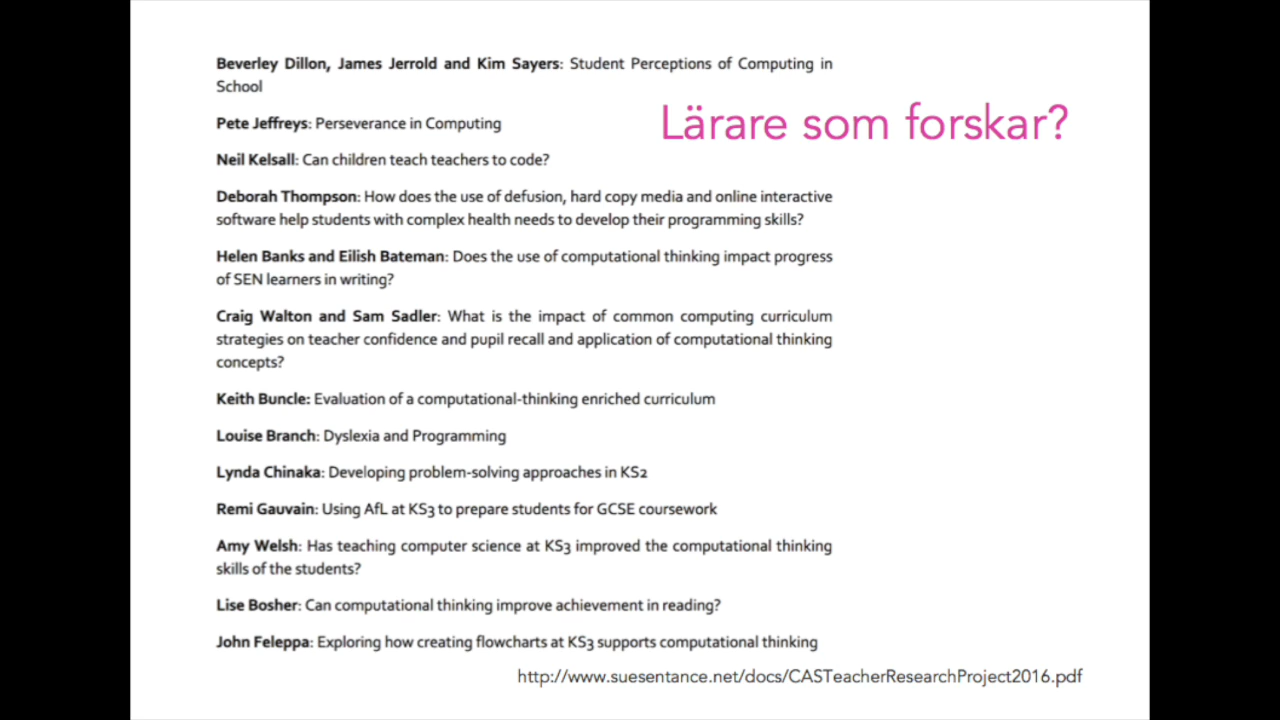 Beverley Dillon, James Jerrold and Kim Sayers: Student Perceptions of Computing in
School
Lärare som forskar?
Pete Jeffreys: Perseverance in Computing
Neil Kelsall: Can children teach teachers to code?
Deborah Thompson: How does the use of defusion, hard copy media and online interactive
software help students with complex health needs to develop their programming skills?
Helen Banks and Eilish Bateman: Does the use of computational thinking impact progress
of SEN learners in writing?
Craig Walton and Sam Sadler: What is the impact of common computing curriculum
strategies on teacher confidence and pupil recall and application of computational thinking
concepts?
Keith Buncle: Evaluation of a computational-thinking enriched curriculum
Louise Branch: Dyslexia and Programming
Lynda Chinaka: Developing problem-solving approaches in KS2
Remi Gauvain: Using AfL at KS3 to prepare students for GCSE coursework
Amy Welsh: Has teaching computer science at KS3 improved the computational thinking
skills of the students?
Lise Bosher: Can computational thinking improve achievement in reading?
John Feleppa: Exploring how creating flowcharts at KS3 supports computational thinking
http://www.suesentance.net/docs/CASTeacherResearchProject2016.pdf